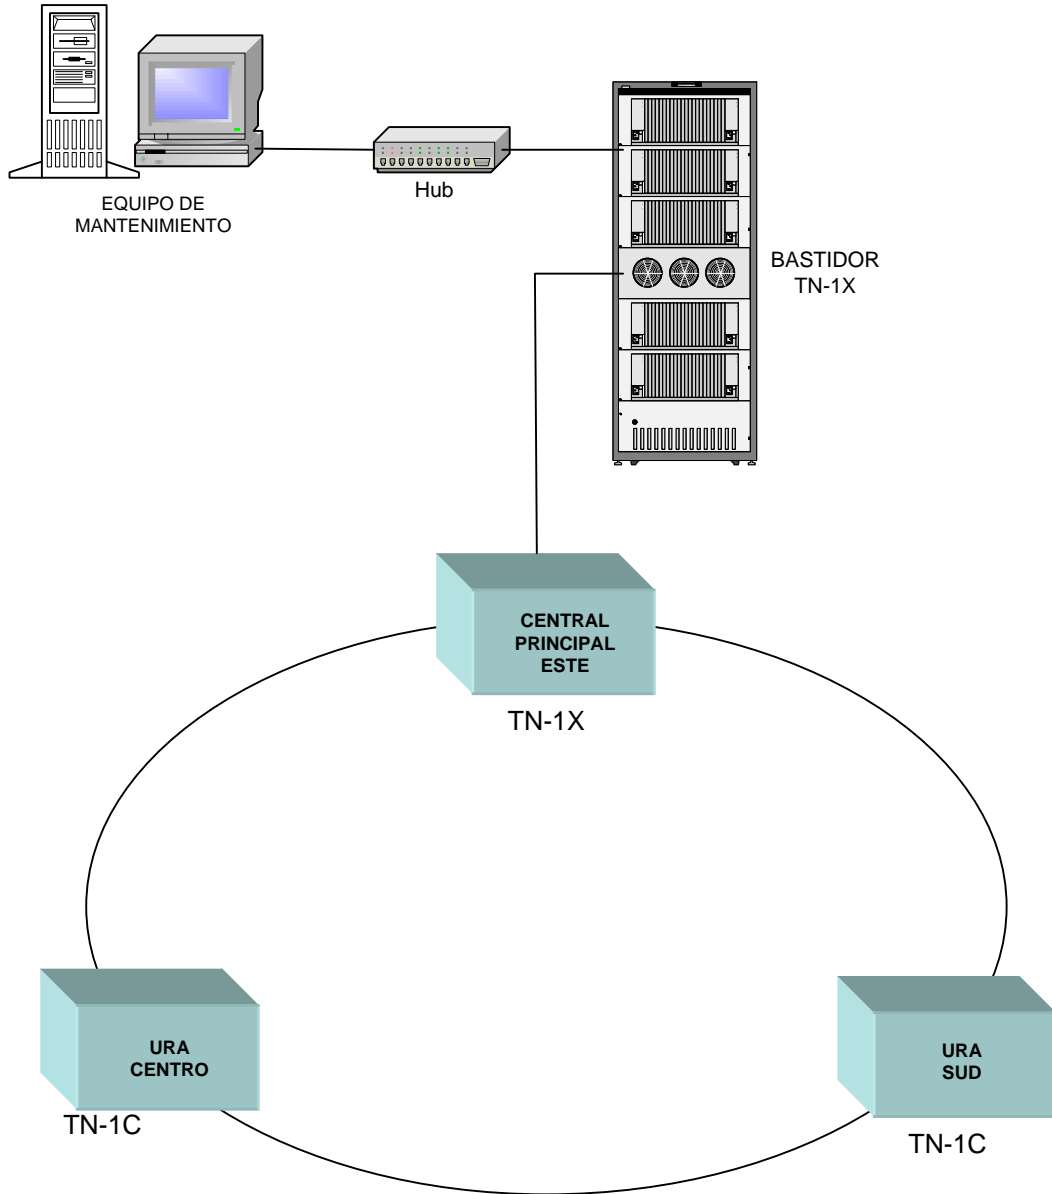 EQUIPO DE
MANTENIMIENTO
Hub
BASTIDOR
TN-1X
CENTRAL
PRINCIPAL
ESTE
TN-1X
URA
CENTRO
TN-1C
URA
SUD
TN-1C